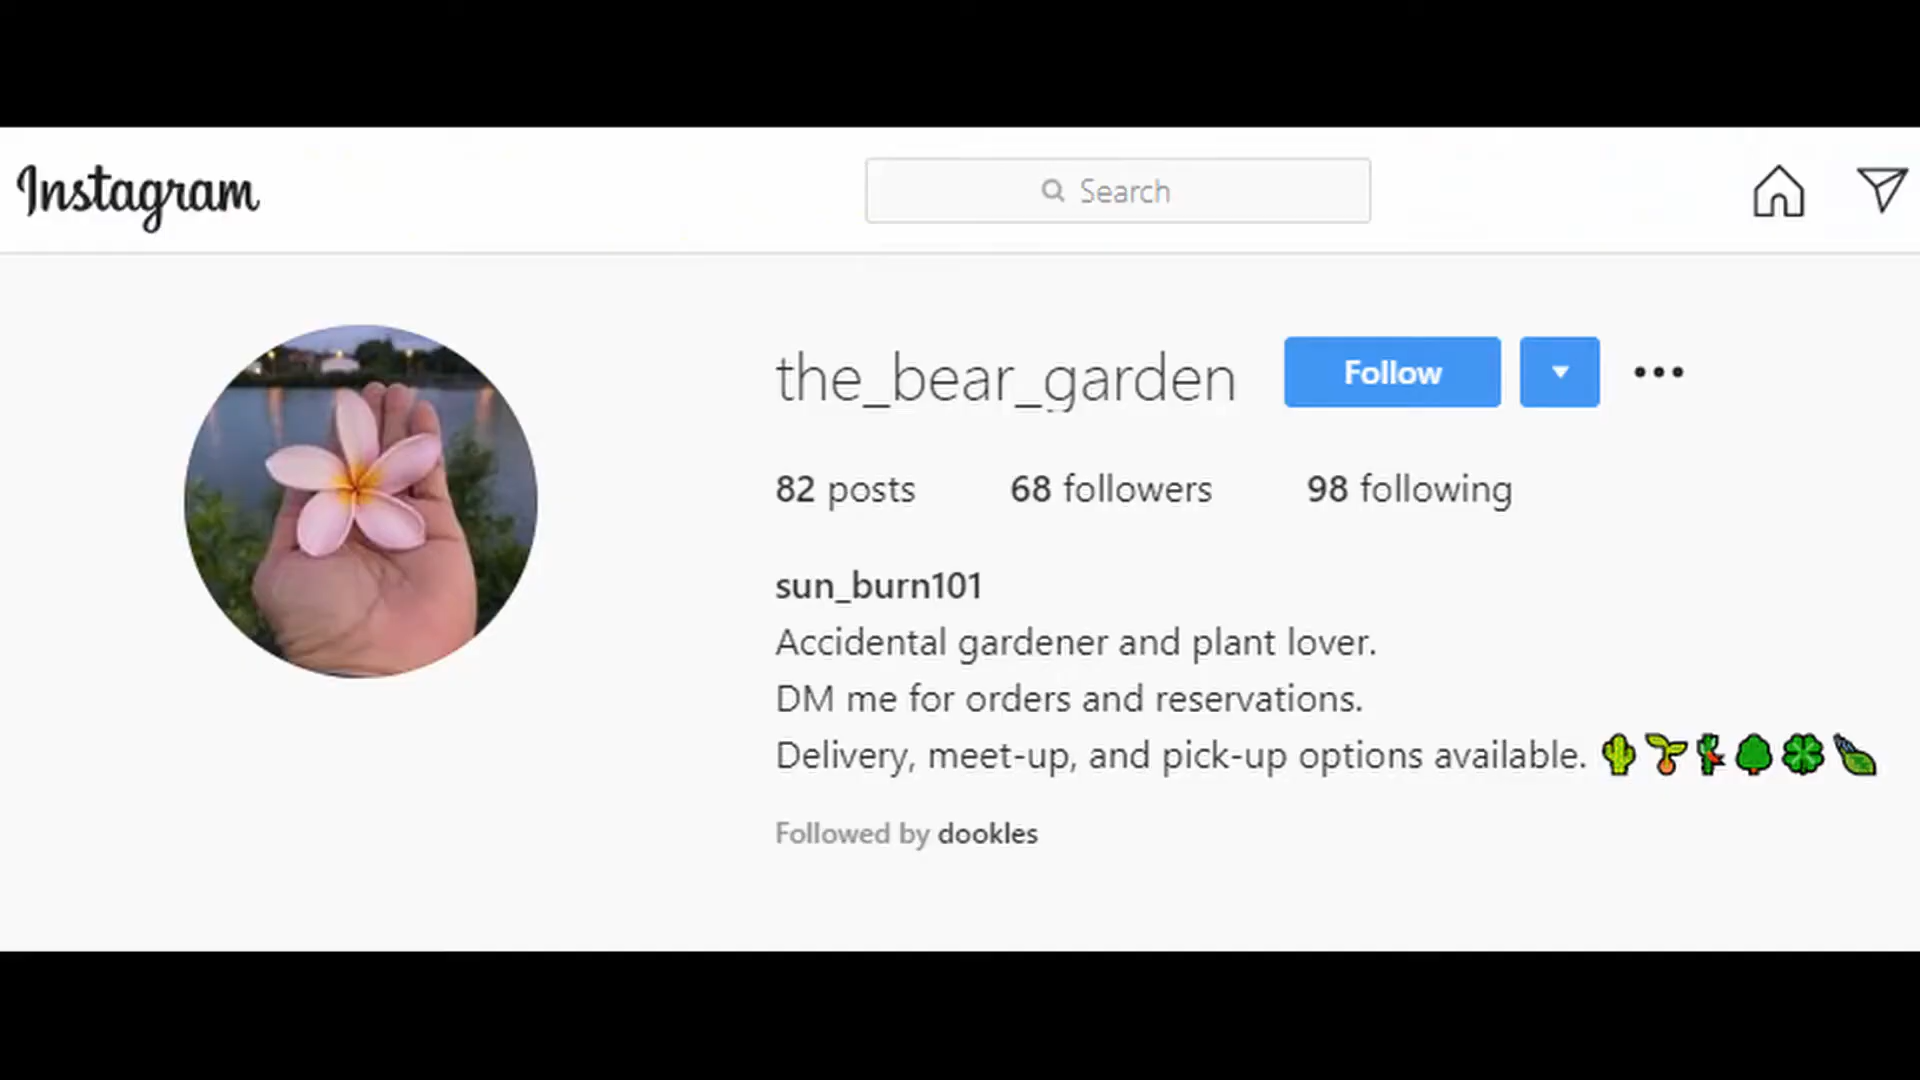 Instagram
Search
the_bear_garden Follow
82 posts 68 followers 98 following
sun_burn101
Accidental gardener and plant lover.
DM me for orders and reservations.
Delivery, meet-up, and pick-up options available.
Followed by dookles